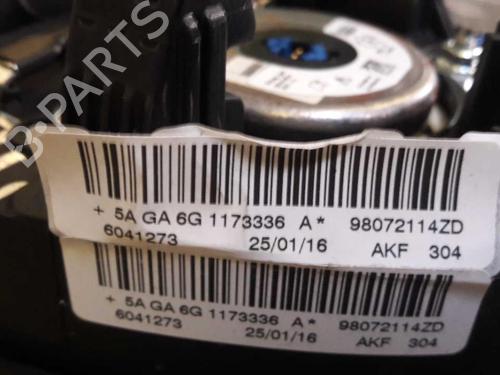 B-PARTS
+ 5A GA 6G 1173336 A* 98072114ZD
6041273 25/01/16 AKF 304
+ 5A GA 6G 1173336 A* 98072114ZD
6041273 25/01/16 AKF 304